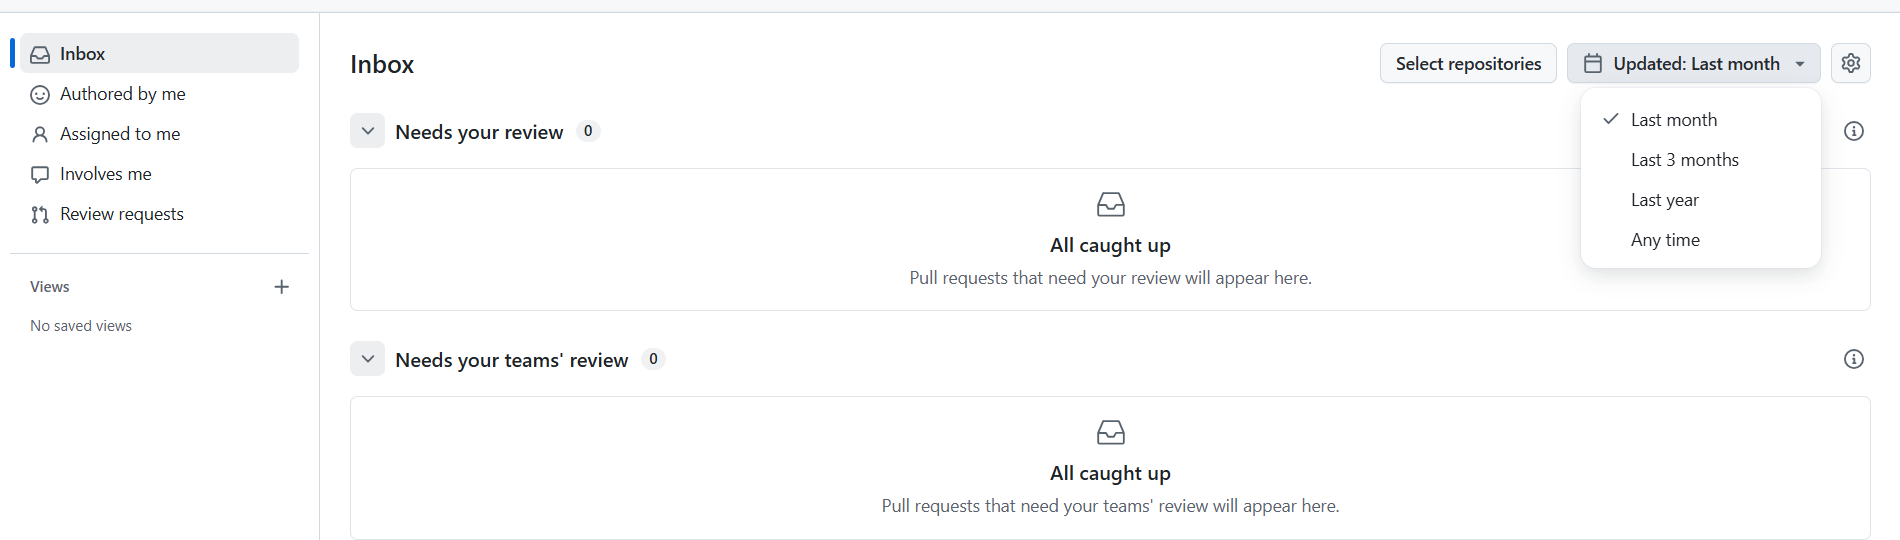 Inbox
Authored by me
Assigned to me
Involves me
Review requests
Views
No saved views
Inbox
Select repositories
Updated: Last month
Last month
Last 3 months
Last year
Any time
Needs your review 0
All caught up
Pull requests that need your review will appear here.
Needs your teams' review 0
All caught up
Pull requests that need your teams' review will appear here.